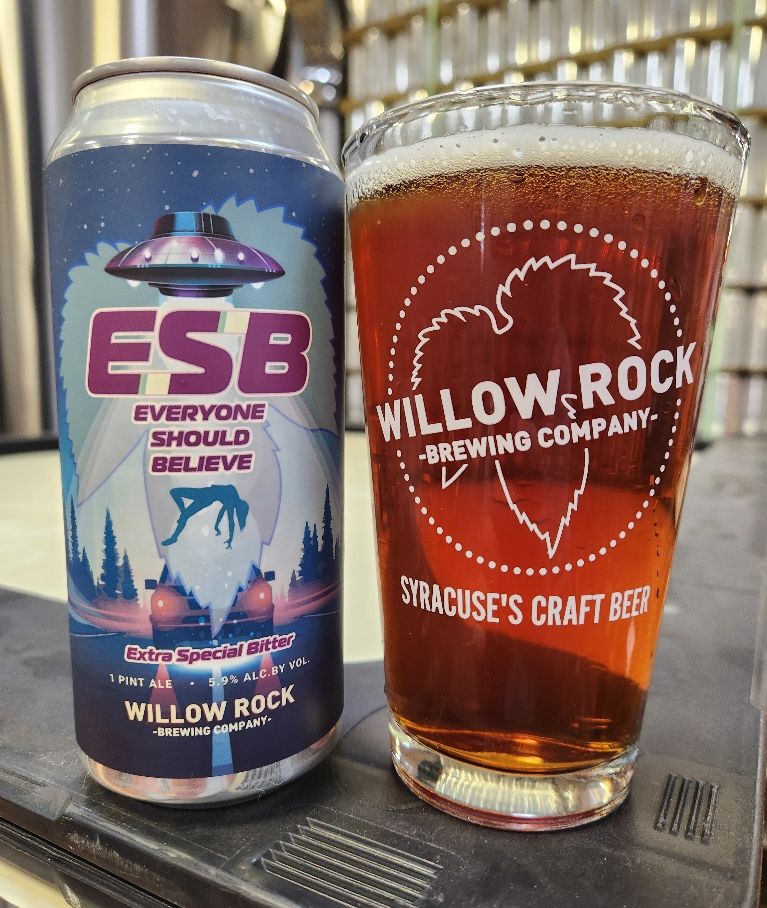 ESB
EVERYONE
SHOULD
BELIEVE
Extra Special Bitter
1 PINT ALE • 5.9% ALC.BY VOL.
WILLOW ROCK
-BREWING COMPANY-
WILLOW ROCK
-BREWING COMPANY-
SYRACUSE'S CRAFT BEER